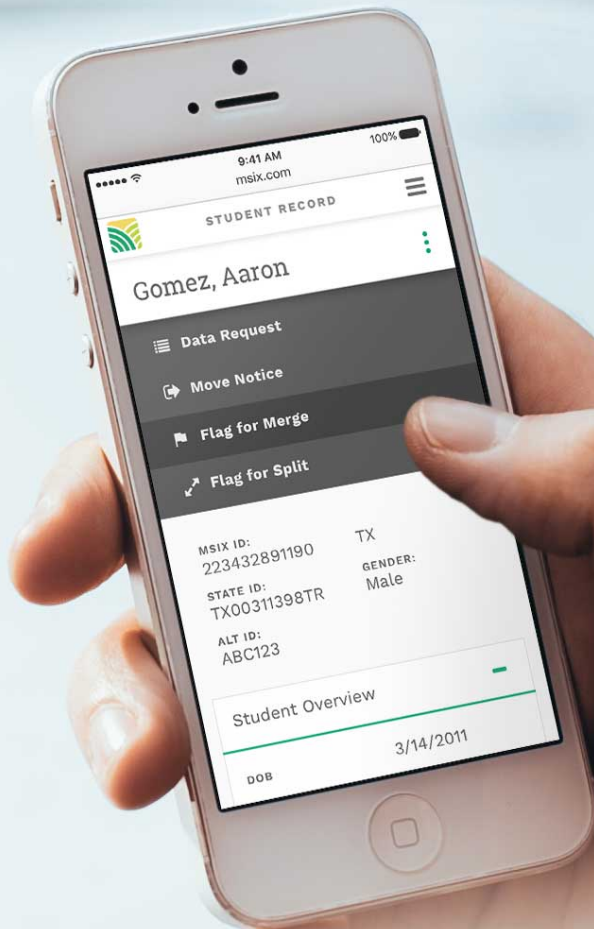 9:41 AM
100%
msix.com
STUDENT RECORD
Gomez, Aaron
Data Request
Move Notice
Flag for Merge
Flag for Split
MSIX ID:
223432891190
TX
STATE ID:
TX00311398TR
GENDER:
Male
ALT ID:
ABC123
Student Overview
DOB
3/14/2011